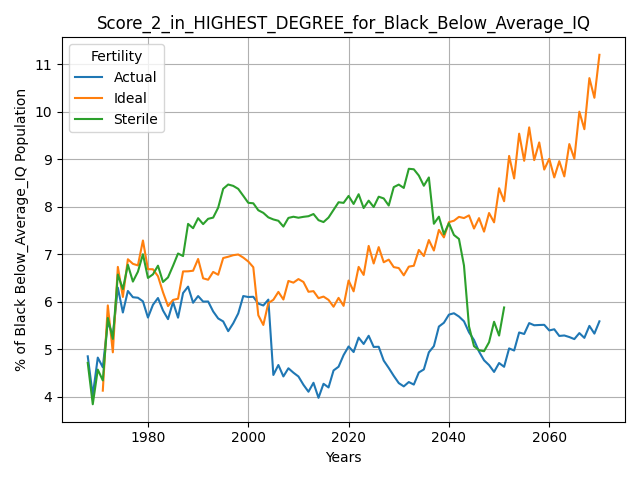 Score_2_in_HIGHEST_DEGREE_for_Black_Below_Average_IQ
% of Black Below_Average_IQ Population
11
10
9
8
7
6
5
4
Fertility
Actual
Ideal
Sterile
1980
2000
2020
2040
2060
Years